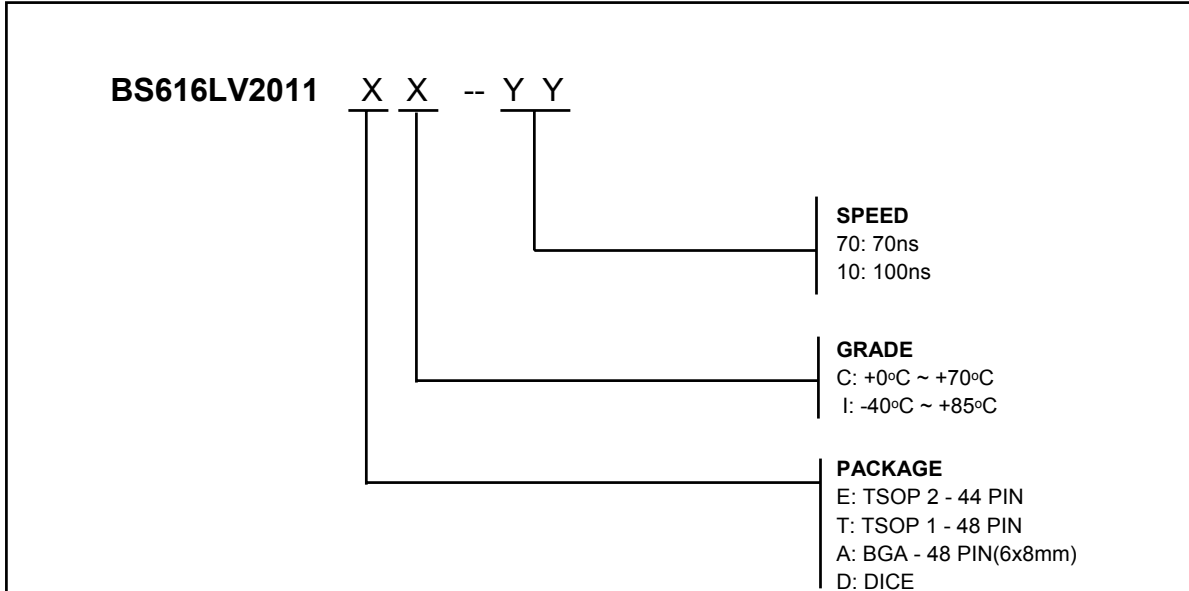 BS616LV2011 X X -- Y Y
SPEED
70: 70ns
10: 100ns
GRADE
C: +0oC ~ +70oC
I: -40oC ~ +85oC
PACKAGE
E: TSOP 2 - 44 PIN
T: TSOP 1 - 48 PIN
A: BGA - 48 PIN(6x8mm)
D: DICE